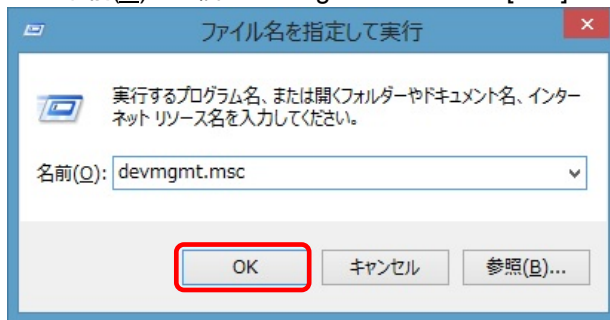 ファイル名を指定して実行
実行するプログラム名、または開くフォルダーやドキュメント名、インター
ネット リソース名を入力してください。
名前(O): devmgmt.msc
OK キャンセル 参照(B)...